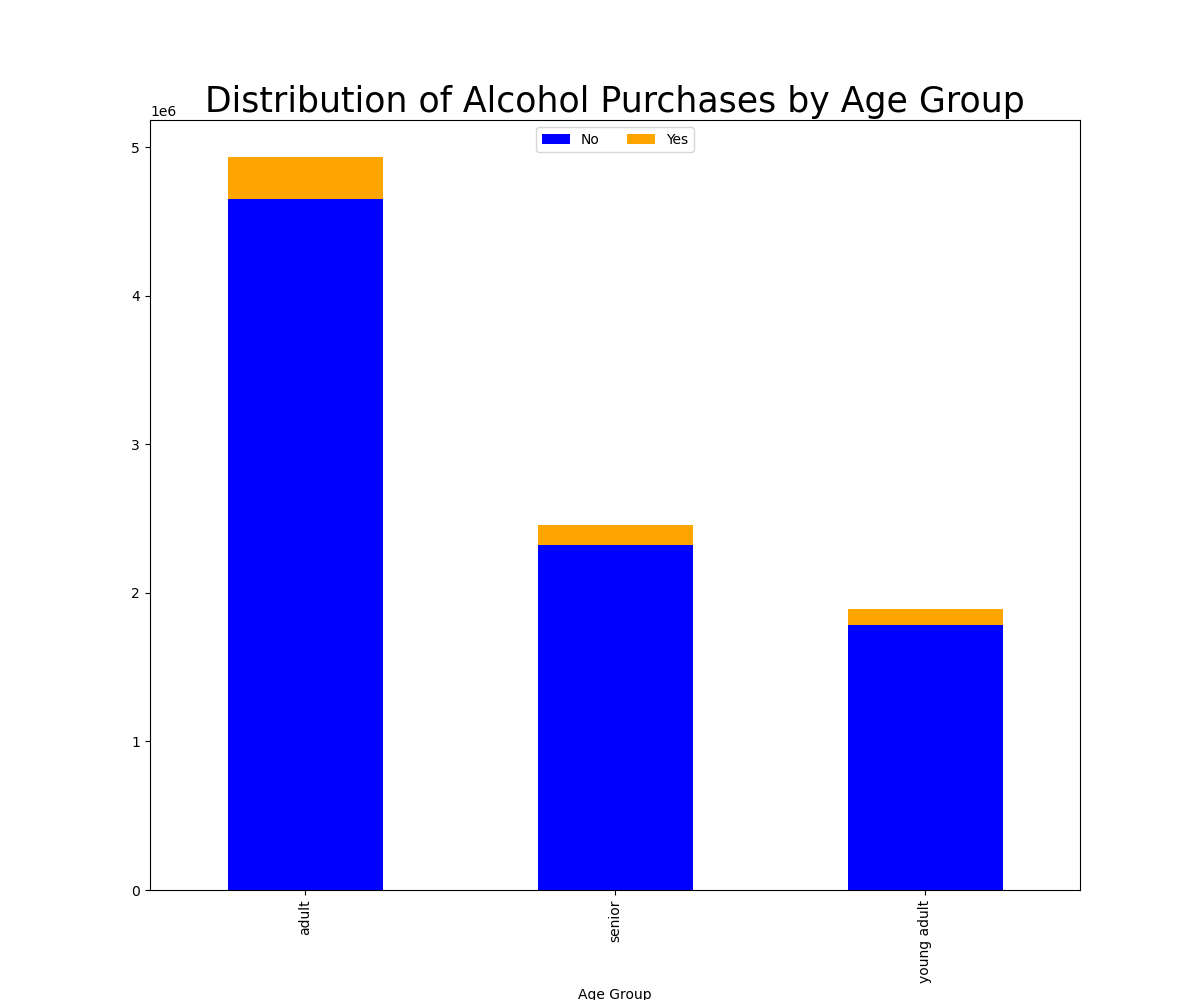 Distribution of Alcohol Purchases by Age Group
1e6
No Yes
5
4
3
2
1
0
adult
senior
young adult
Age Group